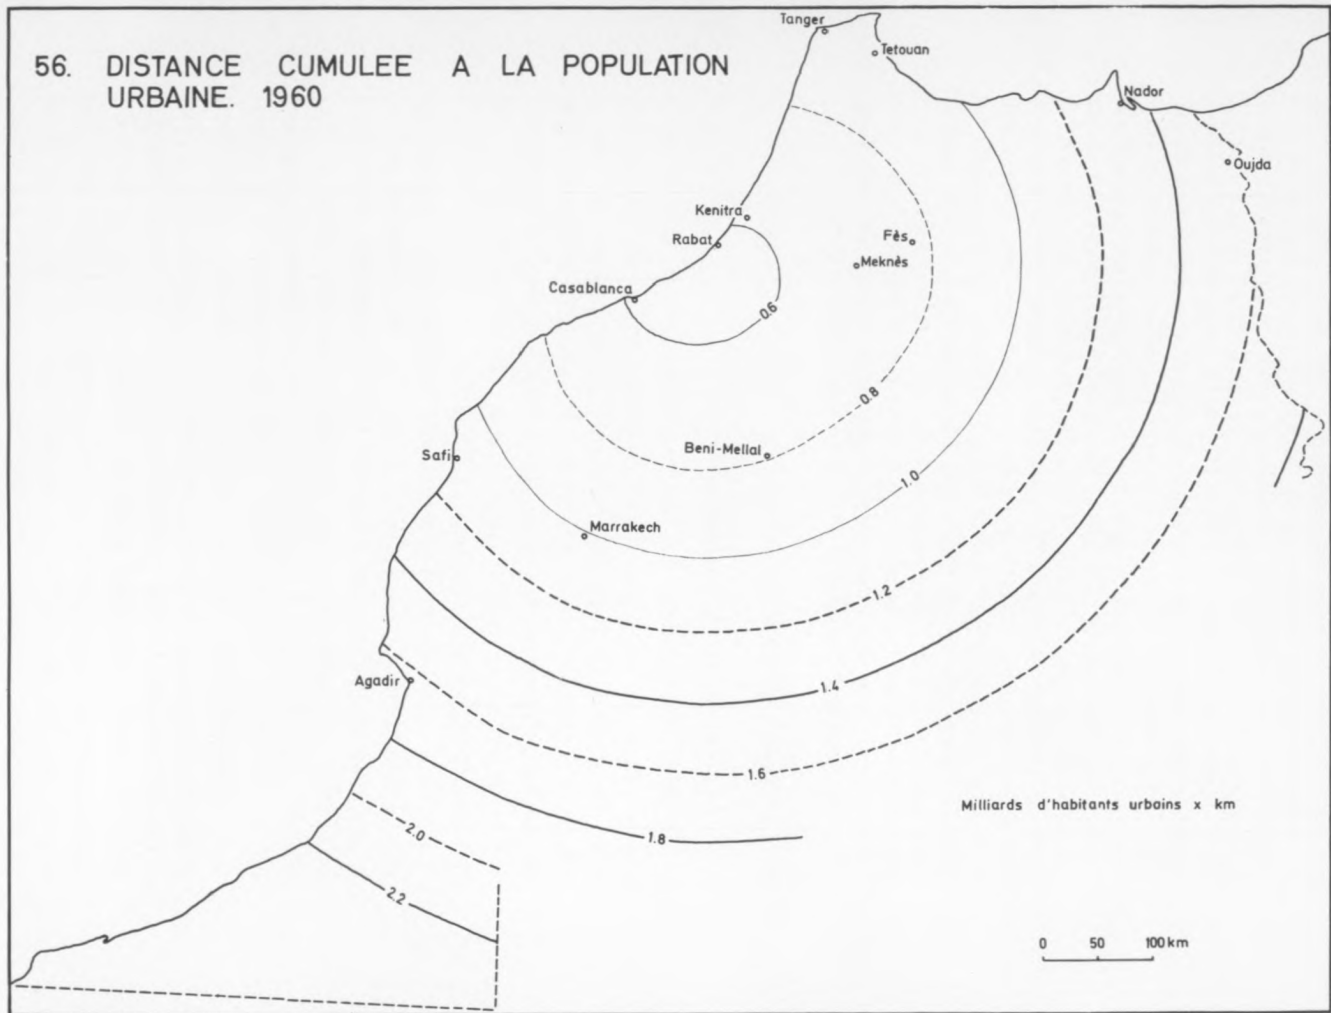 56. DISTANCE CUMULEE A LA POPULATION
URBAINE. 1960
Tanger
Tetouan
Nador
Oujda
Kenitra
Rabat
Fès
Meknès
Casablanca
0.6
0.8
Beni-Mellal
Safi
1.0
Marrakech
1.2
Agadir
1.4
1.6
Milliards d'habitants urbains x km
2.0
1.8
2.2
0 50 100 km